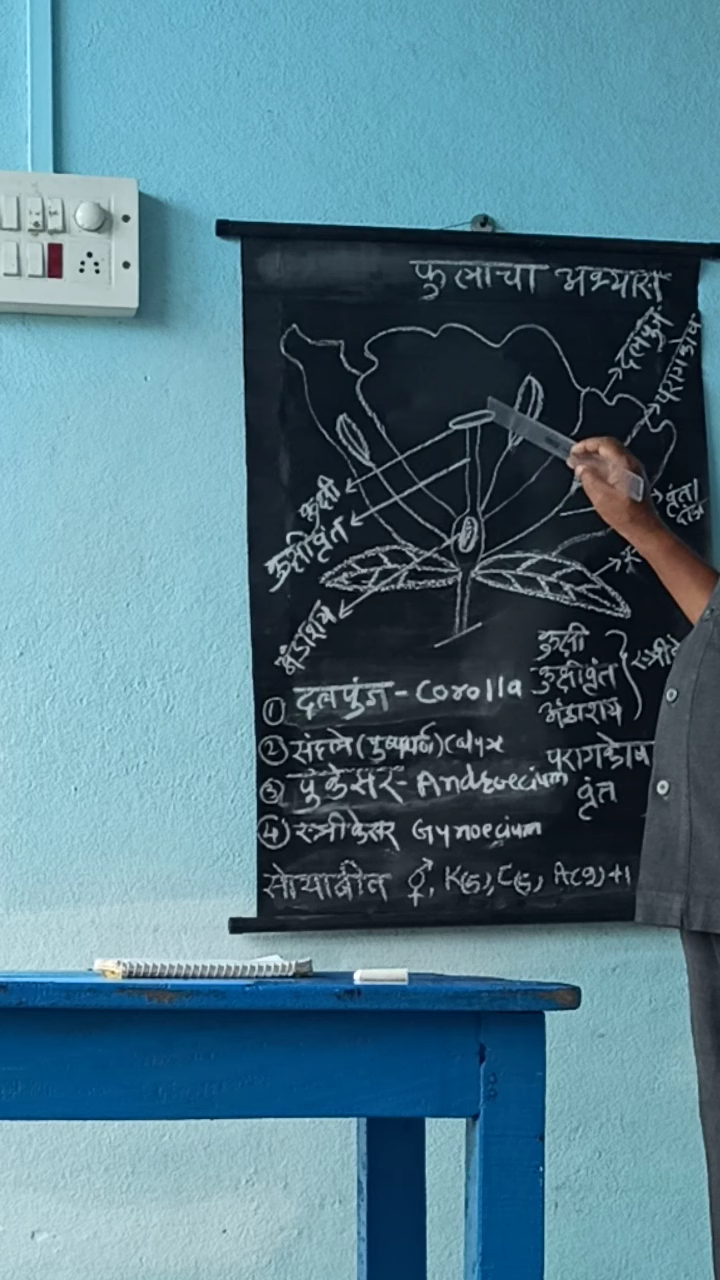 फुलाचा अभ्यास
दलपुंज
परागकोष
वृंत/
कुक्षी
कुक्षीवृंत
अंडाशय
कुक्षी
कुक्षीवृंत
अंडाशय
① दलपुंज - Corolla
② संदले (पुष्पपर्ण) Calyx
③ पुंकेसर - Androecium
परागकोष
वृंत
④ स्त्रीकेसर Gynoecium
सोयाबीन ⚥, K(5), C(5), A(9)+1